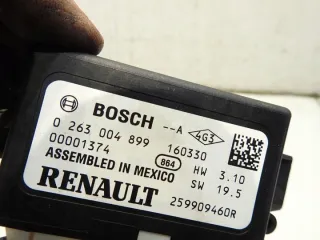 BOSCH --A 4G3
0 263 004 899 160330
00001374 864 HW 3.10
ASSEMBLED IN MEXICO SW 19.5
RENAULT 259909460R